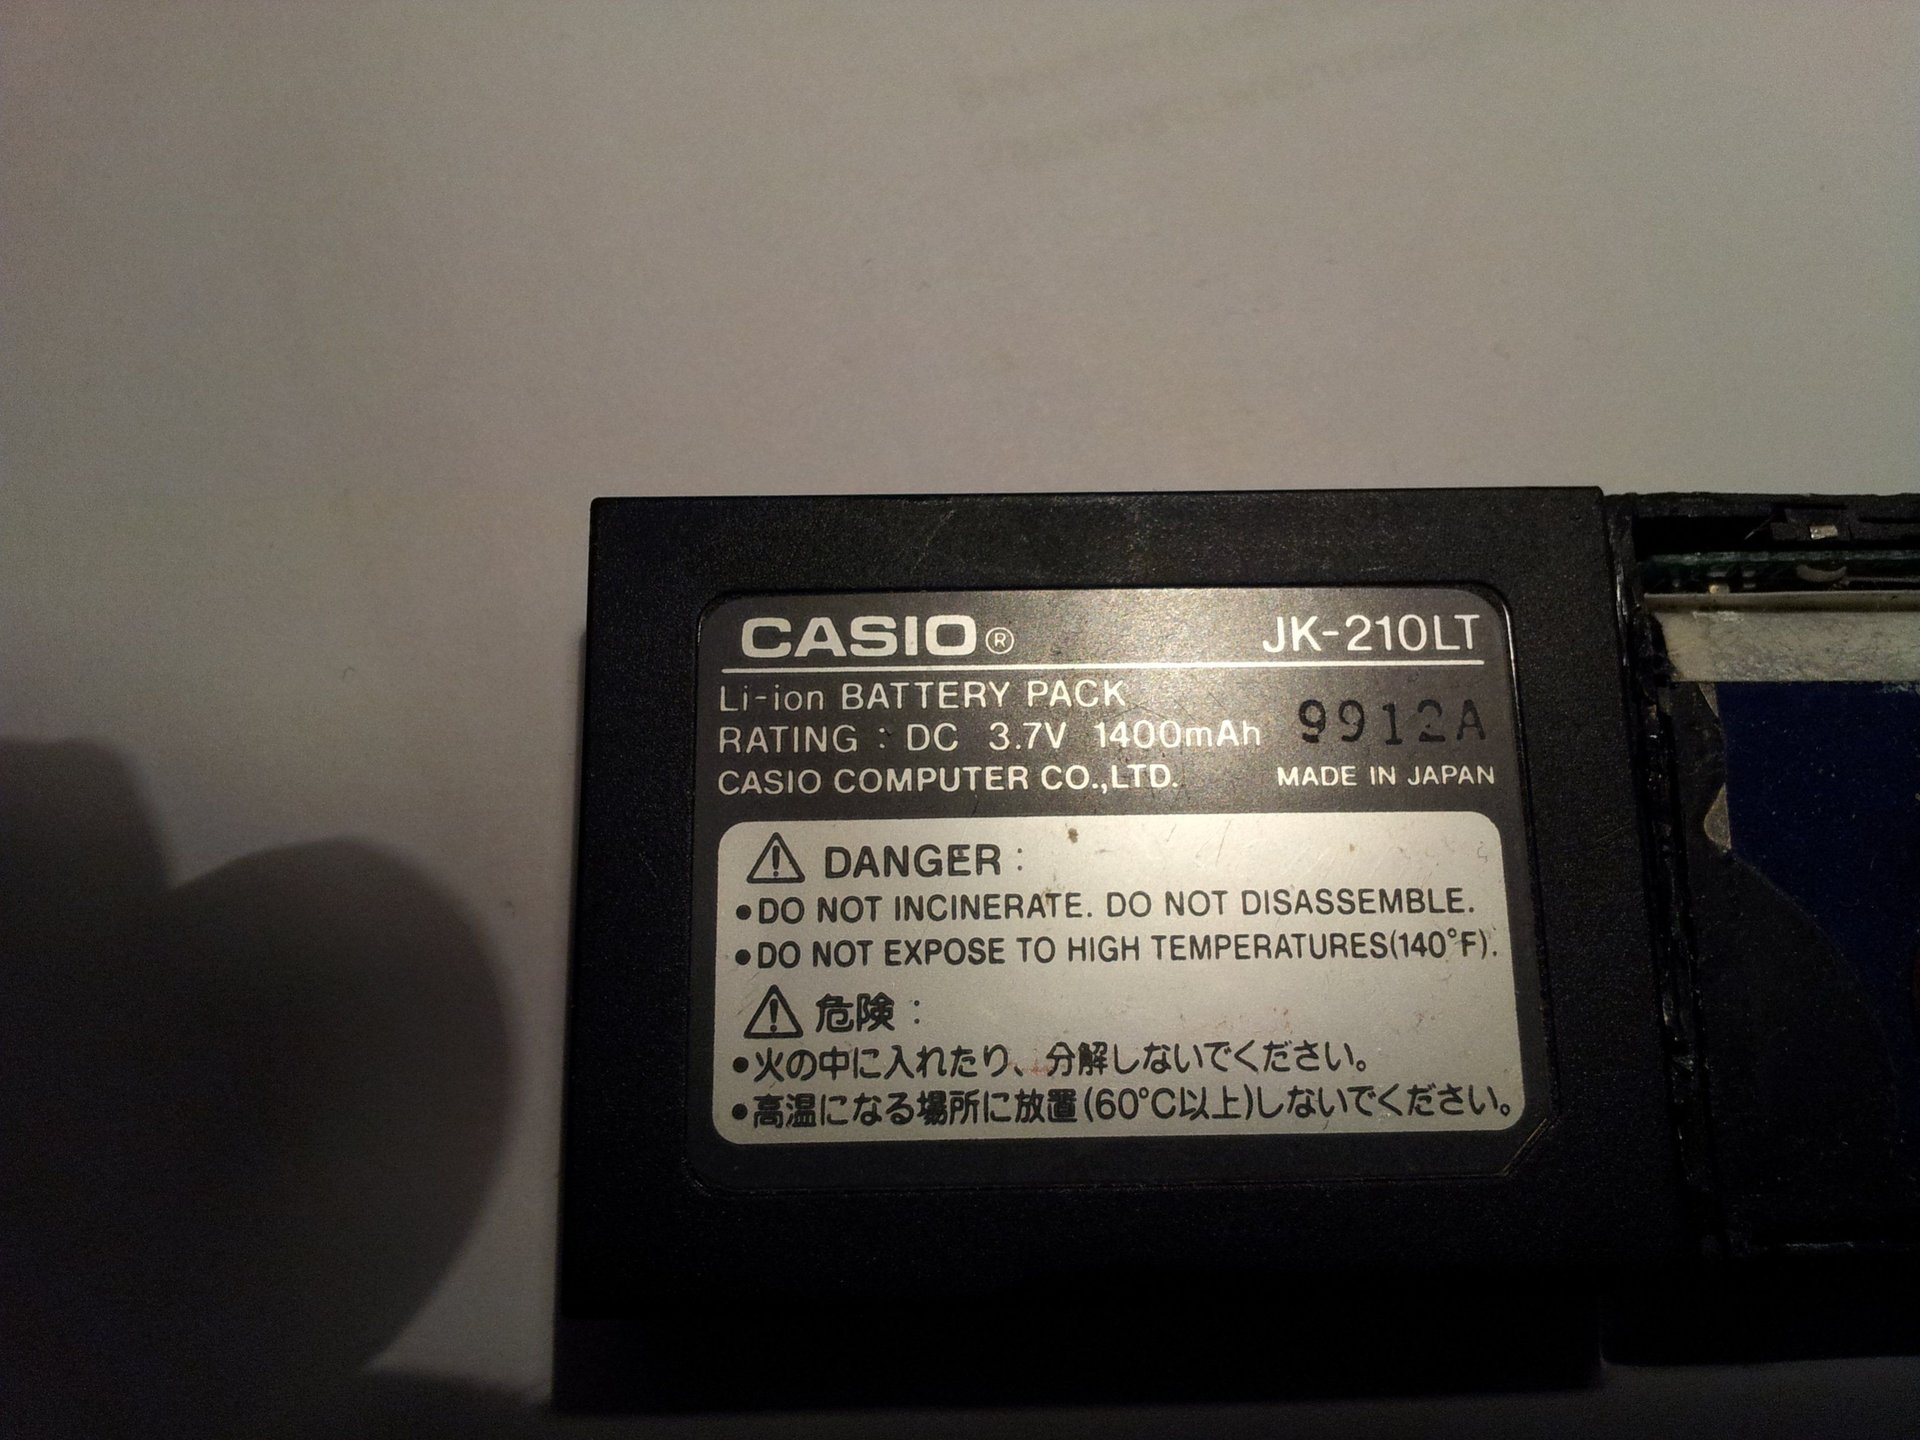 CASIO® JK-210LT
Li-ion BATTERY PACK
RATING : DC 3.7V 1400mAh 9912A
CASIO COMPUTER CO.,LTD. MADE IN JAPAN
⚠ DANGER :
•DO NOT INCINERATE. DO NOT DISASSEMBLE.
•DO NOT EXPOSE TO HIGH TEMPERATURES(140°F).
⚠ 危険 :
•火の中に入れたり、分解しないでください。
•高温になる場所に放置(60°C以上)しないでください。